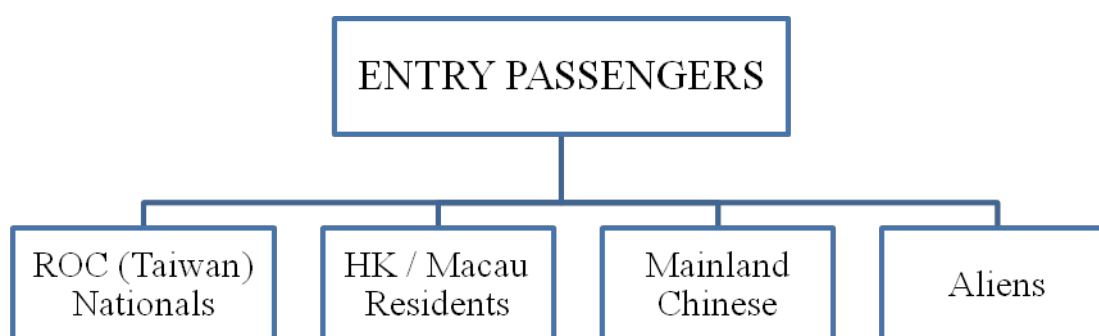 ENTRY PASSENGERS
ROC (Taiwan)
Nationals
HK / Macau
Residents
Mainland
Chinese
Aliens